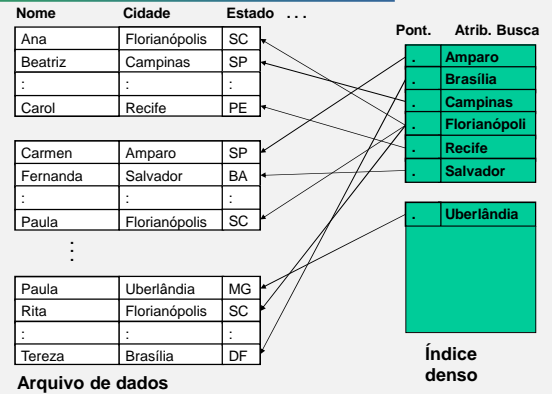 Nome Cidade Estado . . .
Ana Florianópolis SC
Beatriz Campinas SP
: : :
Carol Recife PE
Carmen Amparo SP
Fernanda Salvador BA
: : :
Paula Florianópolis SC
. . .
Paula Uberlândia MG
Rita Florianópolis SC
: : :
Tereza Brasília DF
Arquivo de dados
Pont. Atrib. Busca
. Amparo
. Brasília
. Campinas
. Florianópoli
. Recife
. Salvador
. Uberlândia
Índice
denso